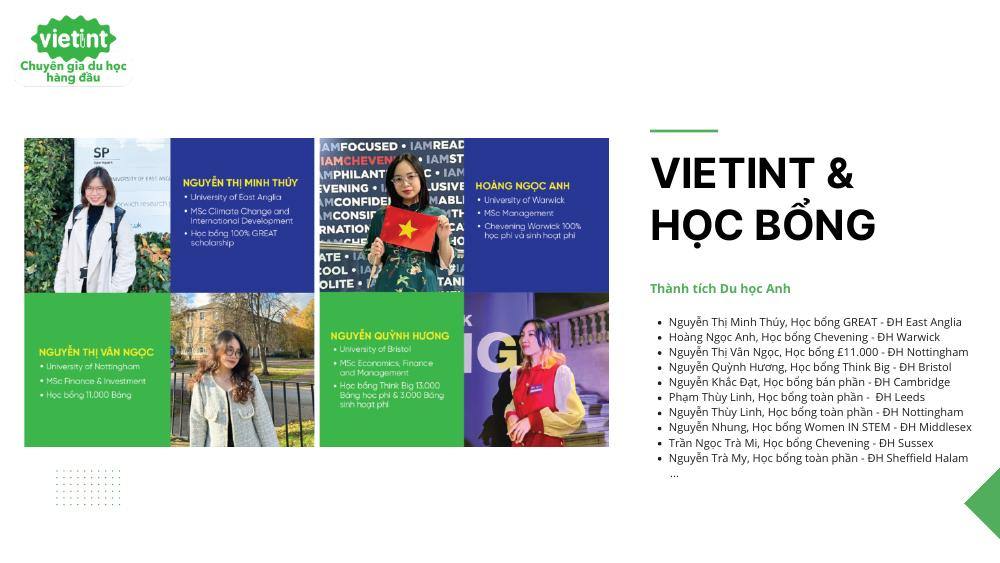 vietint
Chuyên gia du học
hàng đầu
SP
UNIVERSITY OF EAST ANGL
orwich research p
NGUYỄN THỊ MINH THÚY
• University of East Anglia
• MSc Climate Change and
International Development
• Học bổng 100% GREAT
scholarship
IAMFOCUSED • IAMREAD
IAMCHEVEN
HOÀNG NGỌC ANH
• University of Warwick
• MSc Management
• Chevening Warwick 100%
học phí và sinh hoạt phí
NGUYỄN THỊ VÂN NGỌC
• University of Nottingham
• MSc Finance & Investment
• Học bổng 11,000 Bảng
NGUYỄN QUỲNH HƯƠNG
• University of Bristol
• MSc Economics, Finance
and Management
• Học bổng Think Big 13,000
Bảng học phí & 3,000 Bảng
sinh hoạt phí
k
IG
VIETINT &
HỌC BỔNG
Thành tích Du học Anh
• Nguyễn Thị Minh Thúy, Học bổng GREAT - ĐH East Anglia
• Hoàng Ngọc Anh, Học bổng Chevening - ĐH Warwick
• Nguyễn Thị Vân Ngọc, Học bổng £11.000 - ĐH Nottingham
• Nguyễn Quỳnh Hương, Học bổng Think Big - ĐH Bristol
• Nguyễn Khắc Đạt, Học bổng bán phần - ĐH Cambridge
• Phạm Thùy Linh, Học bổng toàn phần - ĐH Leeds
• Nguyễn Thùy Linh, Học bổng toàn phần - ĐH Nottingham
• Nguyễn Nhung, Học bổng Women IN STEM - ĐH Middlesex
• Trần Ngọc Trà Mi, Học bổng Chevening - ĐH Sussex
• Nguyễn Trà My, Học bổng toàn phần - ĐH Sheffield Halam
...